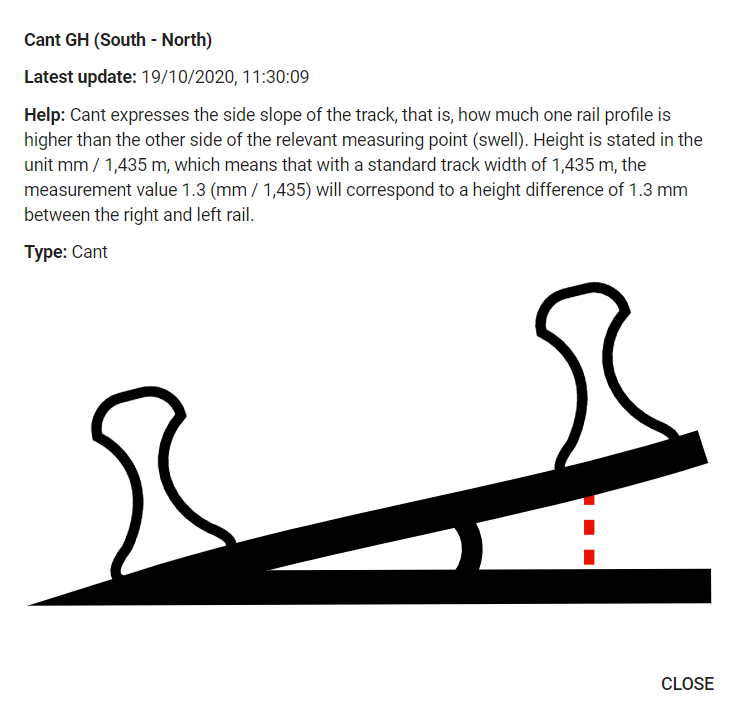 Cant GH (South - North)
Latest update: 19/10/2020, 11:30:09
Help: Cant expresses the side slope of the track, that is, how much one rail profile is
higher than the other side of the relevant measuring point (swell). Height is stated in the
unit mm / 1,435 m, which means that with a standard track width of 1,435 m, the
measurement value 1.3 (mm / 1,435) will correspond to a height difference of 1.3 mm
between the right and left rail.
Type: Cant
CLOSE